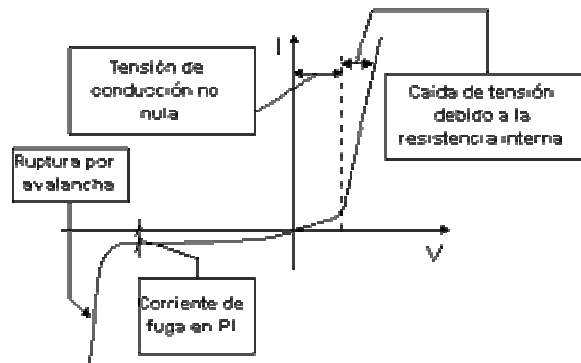 Tensión de
conducción no
nula
I
Caida de tensión
debido a la
resistencia interna
Ruptura por
avalancha
V
Corriente de
fuga en PI